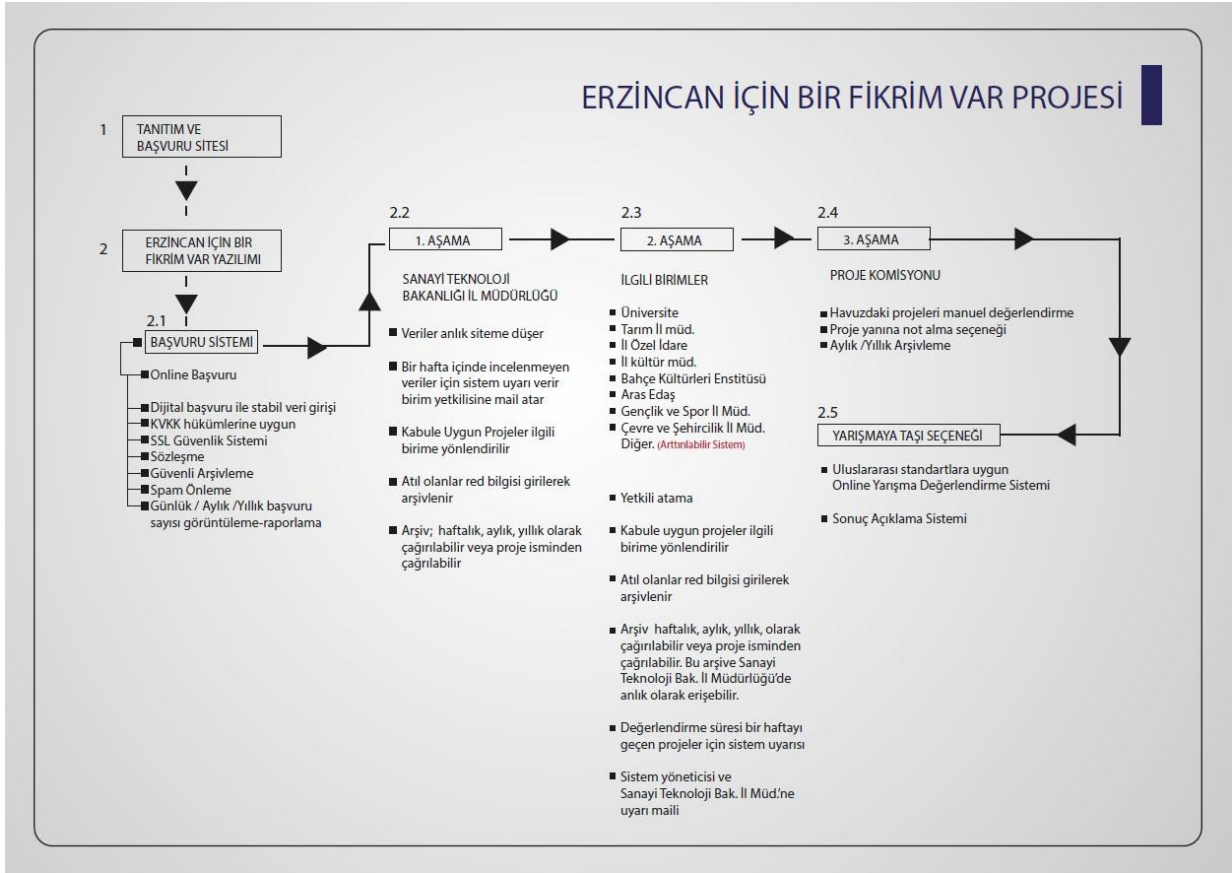 ERZİNCAN İÇİN BİR FİKRİM VAR PROJESİ
1
TANITIM VE
BAŞVURU SİTESİ
2
ERZİNCAN İÇİN BİR
FİKRİM VAR YAZILIMI
2.1
BAŞVURU SİSTEMİ
Online Başvuru
Dijital başvuru ile stabil veri girişi
KVKK hükümlerine uygun
SSL Güvenlik Sistemi
Sözleşme
Güvenli Arşivleme
Spam Önleme
Günlük / Aylık /Yıllık başvuru
sayısı görüntüleme-raporlama
2.2
1. AŞAMA
SANAYİ TEKNOLOJİ
BAKANLIĞI İL MÜDÜRLÜĞÜ
Veriler anlık siteme düşer
Bir hafta içinde incelenmeyen
veriler için sistem uyarı verir
birim yetkilisine mail atar
Kabule Uygun Projeler ilgili
birime yönlendirilir
Atıl olanlar red bilgisi girilerek
arşivlenir
Arşiv; haftalık, aylık, yıllık olarak
çağırılabilir veya proje isminden
çağrılabilir
2.3
2. AŞAMA
İLGİLİ BİRİMLER
Üniversite
Tarım İl müd.
İl Özel İdare
İl kültür müd.
Bahçe Kültürleri Enstitüsü
Aras Edaş
Gençlik ve Spor İl Müd.
Çevre ve Şehircilik İl Müd.
Diğer. (Arttırılabilir Sistem)
Yetkili atama
Kabule uygun projeler ilgili
birime yönlendirilir
Atıl olanlar red bilgisi girilerek
arşivlenir
Arşiv haftalık, aylık, yıllık, olarak
çağırılabilir veya proje isminden
çağrılabilir. Bu arşive Sanayi
Teknoloji Bak. İl Müdürlüğü'de
anlık olarak erişebilir.
Değerlendirme süresi bir haftayı
geçen projeler için sistem uyarısı
Sistem yöneticisi ve
Sanayi Teknoloji Bak. İl Müd.'ne
uyarı maili
2.4
3. AŞAMA
PROJE KOMİSYONU
Havuzdaki projeleri manuel değerlendirme
Proje yanına not alma seçeneği
Aylık /Yıllık Arşivleme
2.5
YARIŞMAYA TAŞI SEÇENEĞİ
Uluslararası standartlara uygun
Online Yarışma Değerlendirme Sistemi
Sonuç Açıklama Sistemi